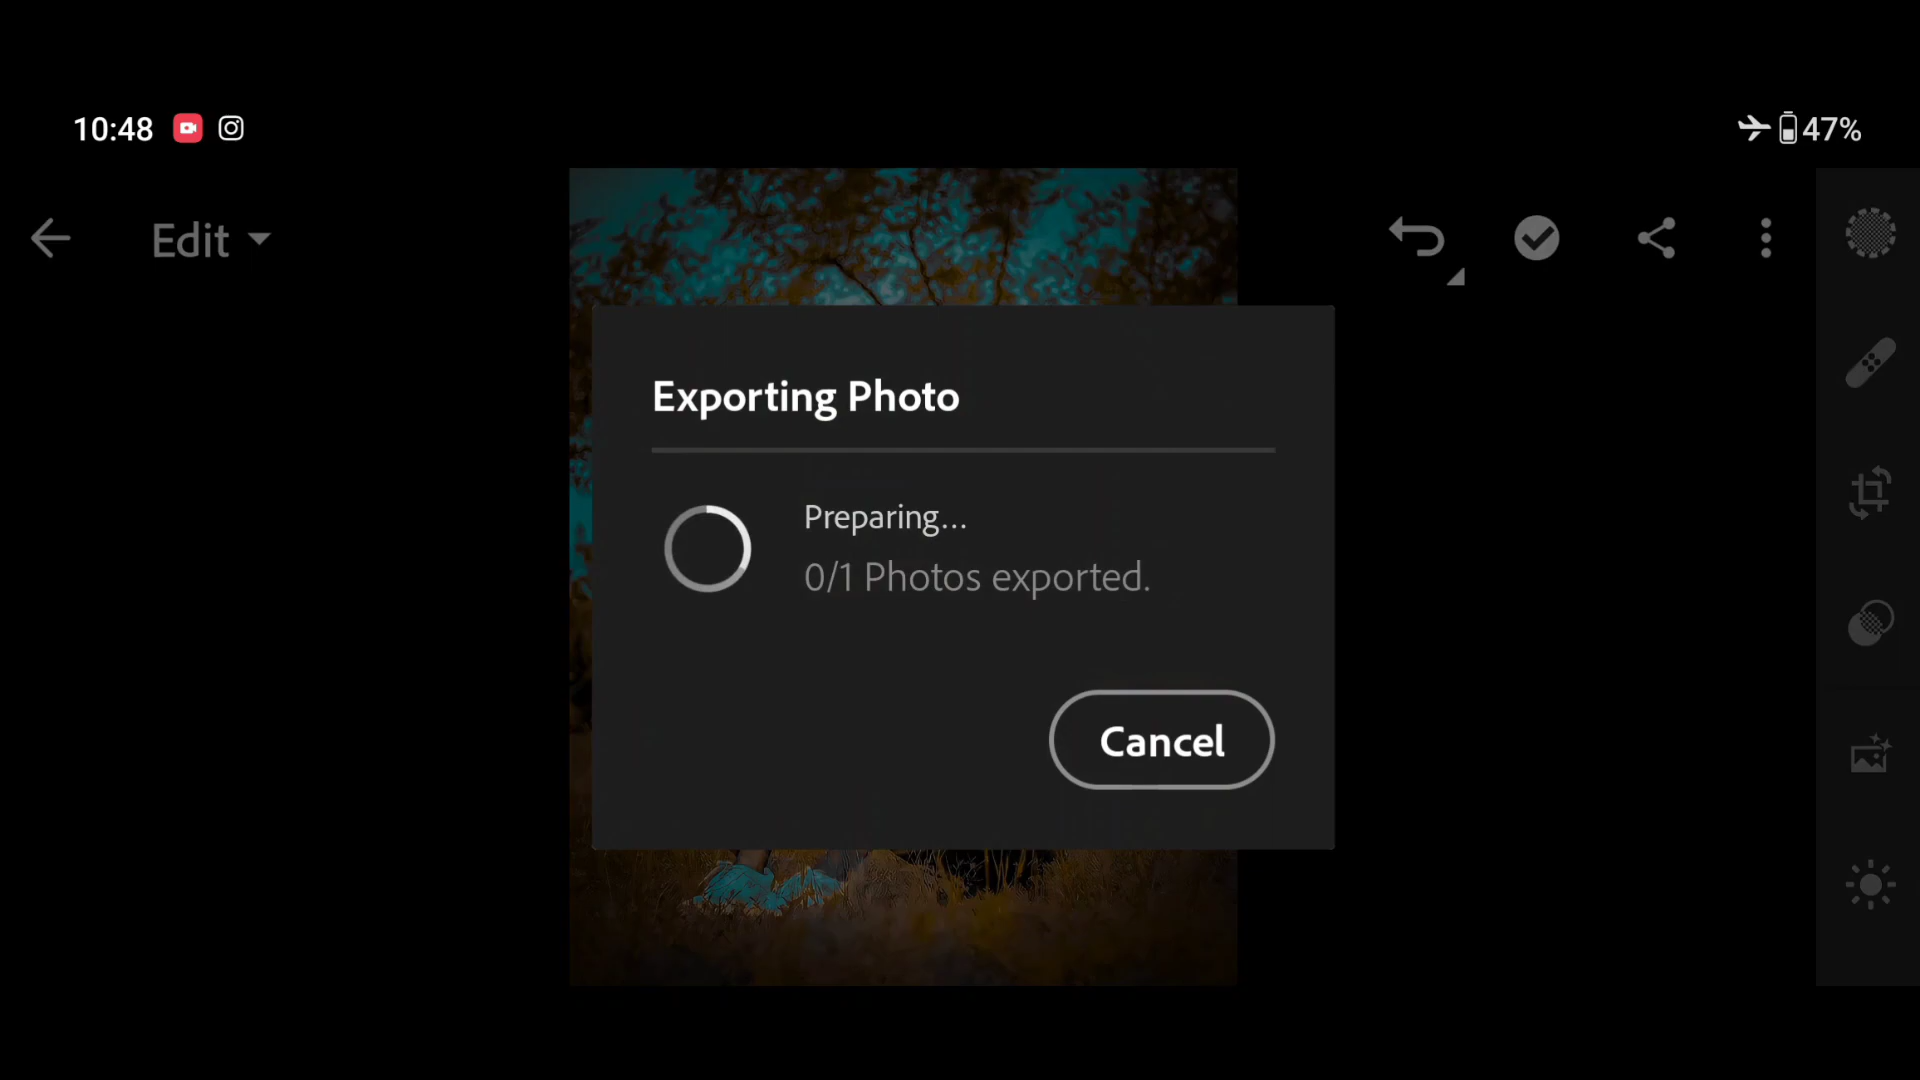 10:48
47%
Edit
Exporting Photo
Preparing...
0/1 Photos exported.
Cancel